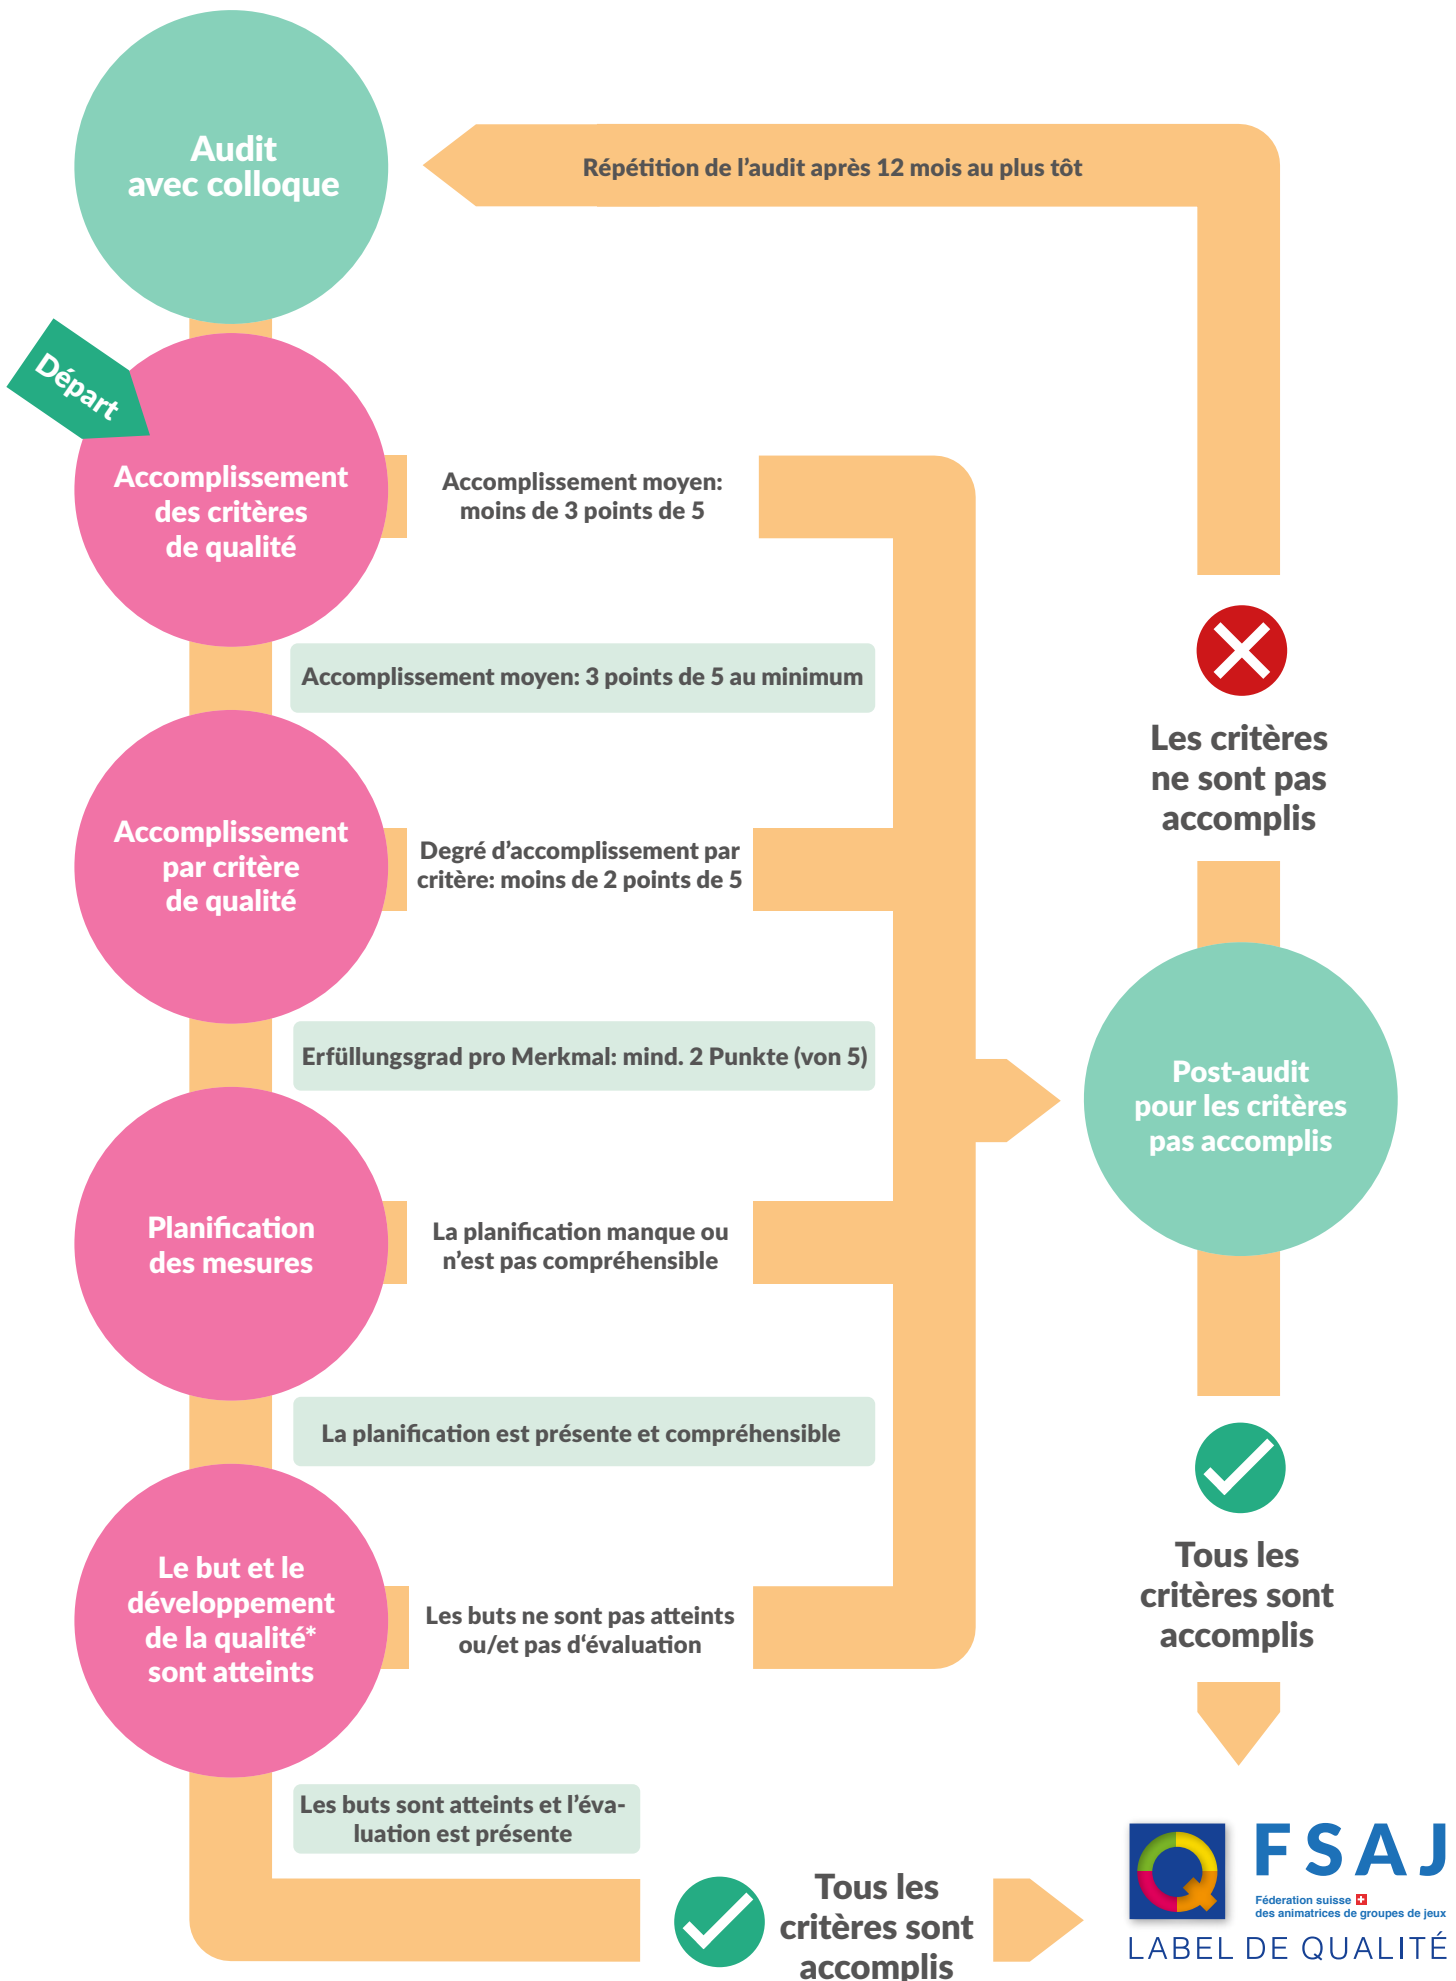 Audit
avec colloque
Répétition de l’audit après 12 mois au plus tôt
Départ
Accomplissement
des critères
de qualité
Accomplissement moyen:
moins de 3 points de 5
Accomplissement moyen: 3 points de 5 au minimum
Les critères
ne sont pas
accomplis
Accomplissement
par critère
de qualité
Degré d’accomplissement par
critère: moins de 2 points de 5
Erfüllungsgrad pro Merkmal: mind. 2 Punkte (von 5)
Post-audit
pour les critères
pas accomplis
Planification
des mesures
La planification manque ou
n’est pas compréhensible
La planification est présente et compréhensible
Le but et le
développement
de la qualité*
sont atteints
Les buts ne sont pas atteints
ou/et pas d‘évaluation
Tous les
critères sont
accomplis
Les buts sont atteints et l’éva-
luation est présente
Tous les
critères sont
accomplis
FSAJ
Féderation suisse
des animatrices de groupes de jeux
LABEL DE QUALITÉ